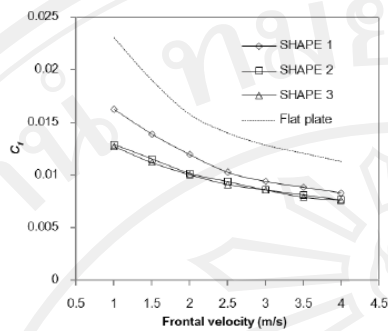 0.025
0.02
0.015
0.01
0.005
0
C_f
SHAPE 1
SHAPE 2
SHAPE 3
Flat plate
0.5 1 1.5 2 2.5 3 3.5 4 4.5
Frontal velocity (m/s)